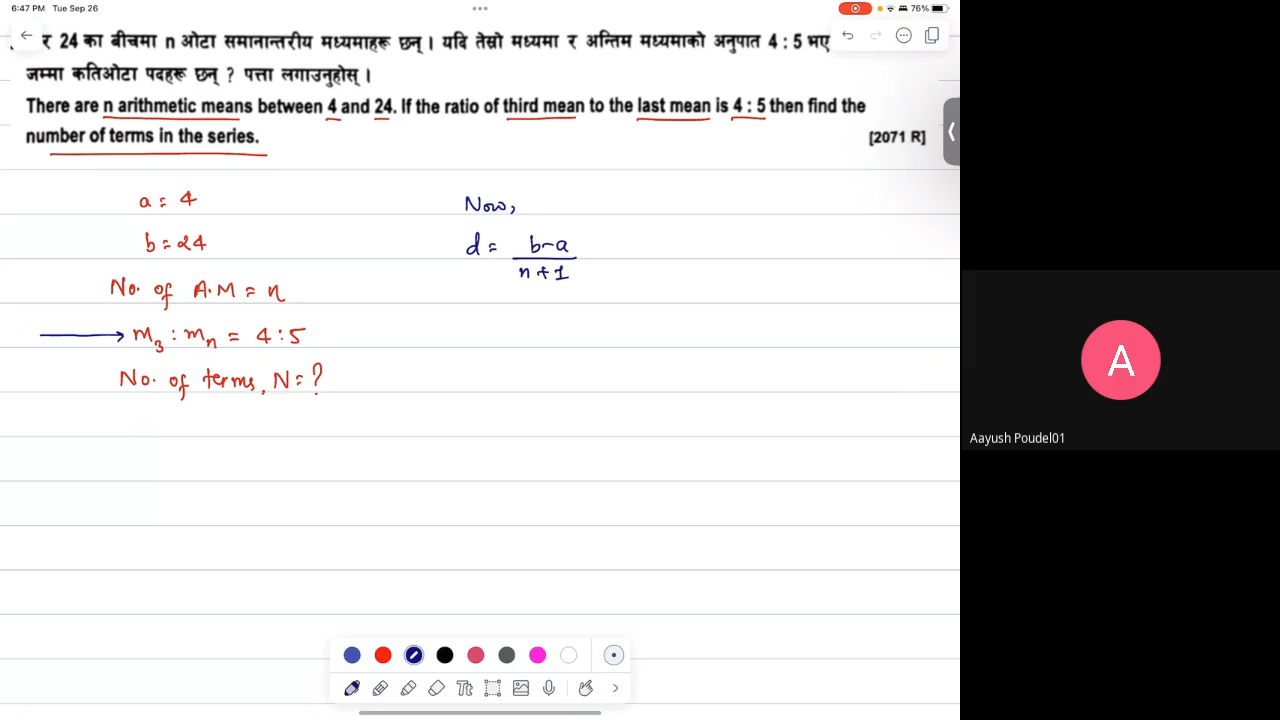 6:47 PM Tue Sep 26
76%
र 24 का बीचमा n ओटा समानान्तरीय मध्यमाहरू छन् । यदि तेस्रो मध्यमा र अन्तिम मध्यमाको अनुपात 4 : 5 भए
जम्मा कतिओटा पदहरू छन् ? पत्ता लगाउनुहोस् ।
There are n arithmetic means between 4 and 24. If the ratio of third mean to the last mean is 4 : 5 then find the
number of terms in the series.
[2071 R]
a = 4
b = 24
No. of A.M = n
m₃ : mₙ = 4 : 5
No. of terms, N = ?
Now,
d = b-a
n + 1
A
Aayush Poudel01
Tt